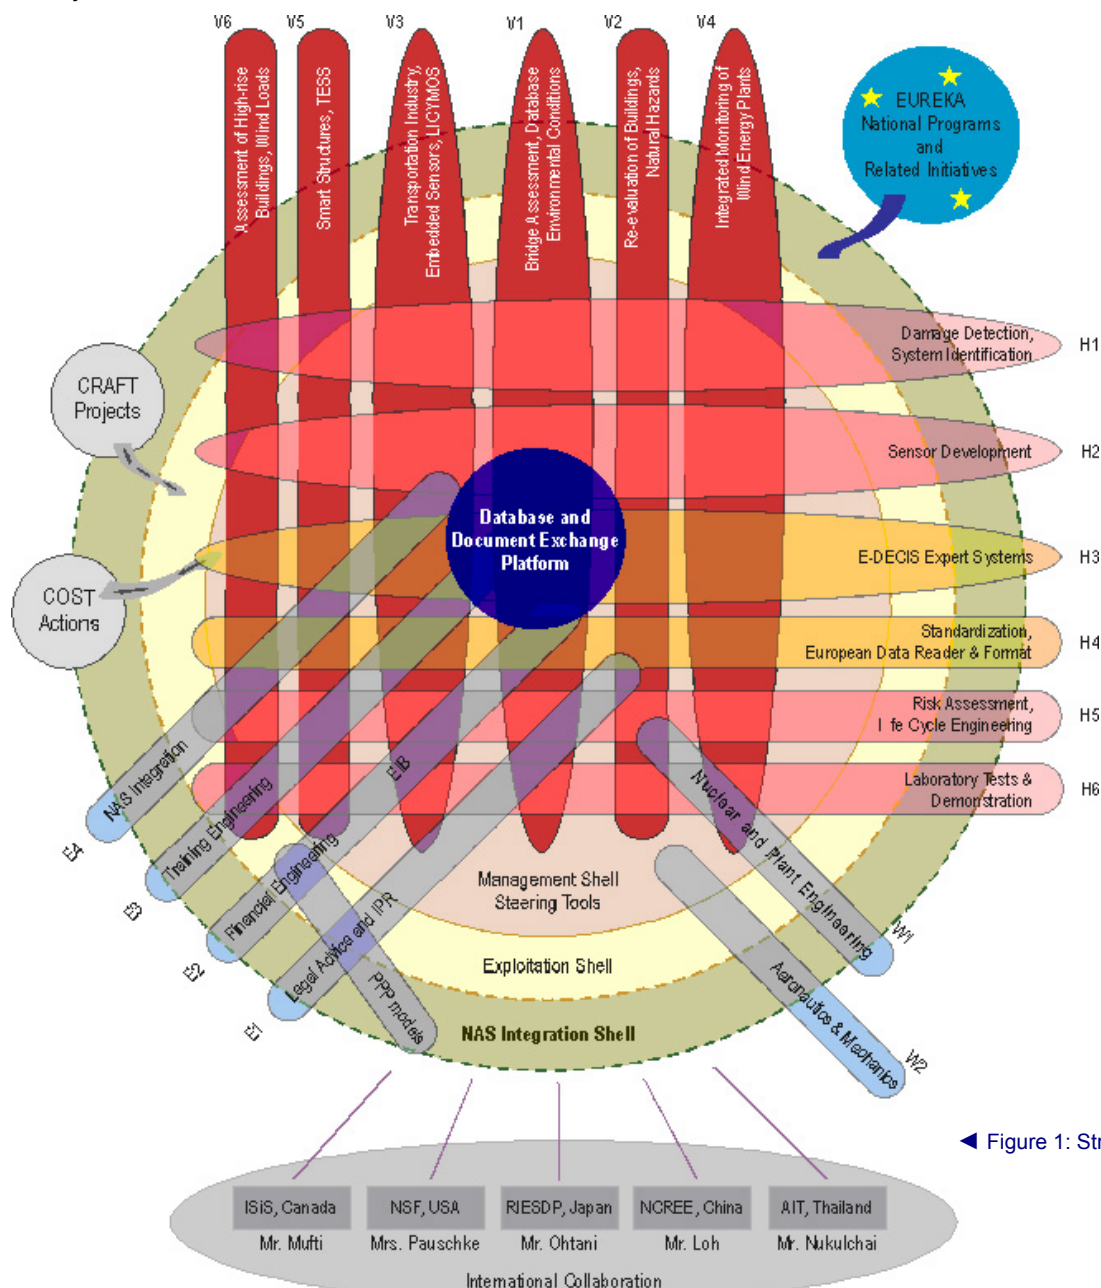 V6
V5
V3
V1
V2
V4
Assessment of High-rise
Buildings, Wind Loads
Smart Structures, TESS
Transportation Industry,
Embedded Sensors, LICYMOS
Bridge Assessment, Database
Environmental Conditions
Re-evaluation of Buildings,
Natural Hazards
Integrated Monitoring of
Wind Energy Plants
EUREKA
National Programs
and
Related Initiatives
Damage Detection,
System Identification
H1
CRAFT
Projects
Sensor Development
H2
Database and
Document Exchange
Platform
E-DECIS Expert Systems
H3
COST
Actions
Standardization,
European Data Reader & Format
H4
Risk Assessment,
Life Cycle Engineering
H5
Laboratory Tests &
Demonstration
H6
NAS Integration
E4
Training Engineering
E3
Financial Engineering
EIB
E2
Legal Advice and IPR
E1
PPP models
Nuclear and Plant Engineering
W1
Aeronautics & Mechanics
W2
Management Shell
Steering Tools
Exploitation Shell
NAS Integration Shell
◄ Figure 1: Str
ISiS, Canada
NSF, USA
RIESDP, Japan
NCREE, China
AIT, Thailand
Mr. Mufti
Mrs. Pauschke
Mr. Ohtani
Mr. Loh
Mr. Nukulchai
International Collaboration